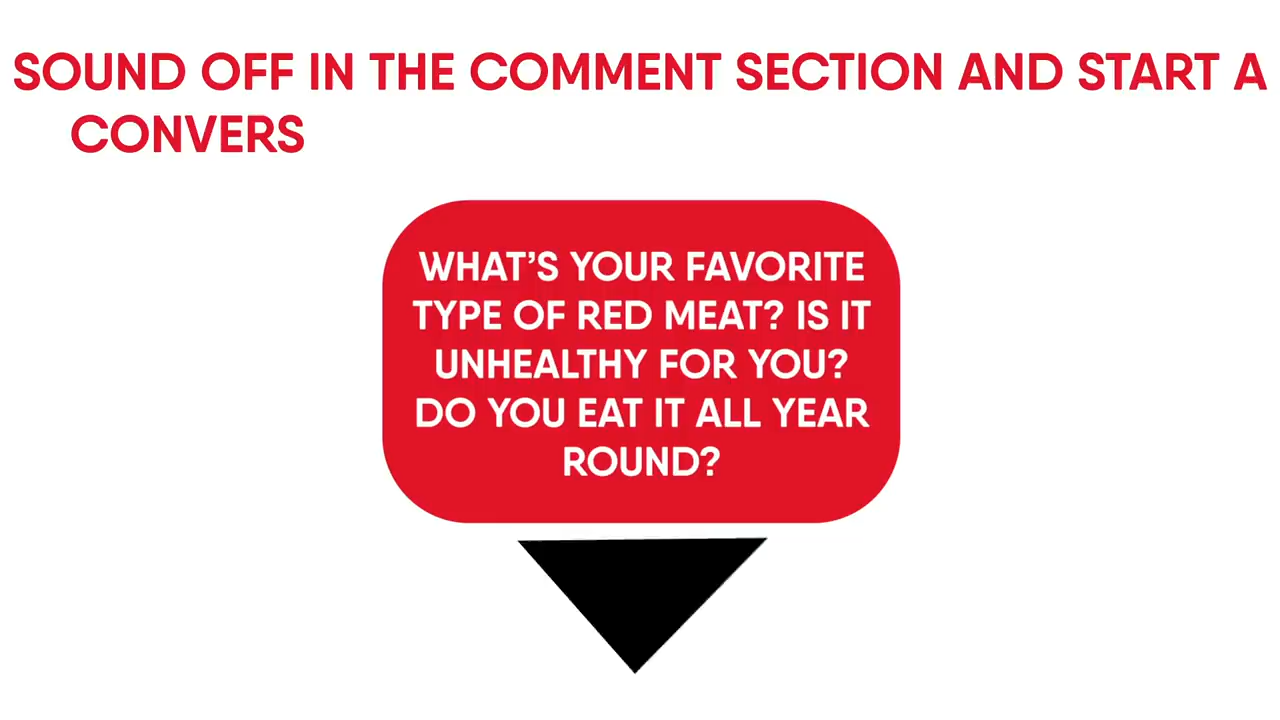 SOUND OFF IN THE COMMENT SECTION AND START A
CONVERS
WHAT’S YOUR FAVORITE
TYPE OF RED MEAT? IS IT
UNHEALTHY FOR YOU?
DO YOU EAT IT ALL YEAR
ROUND?